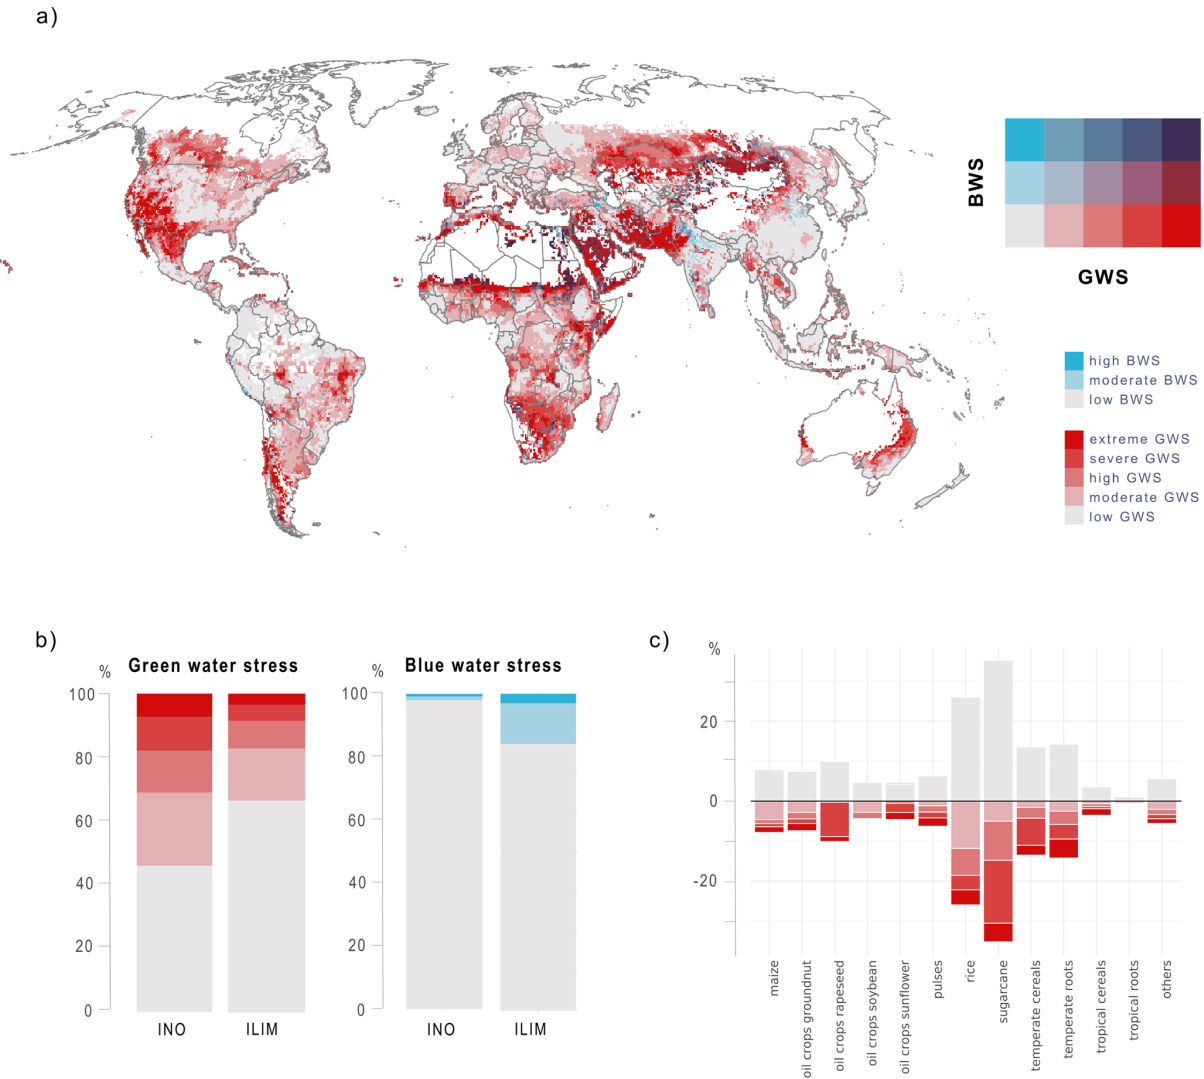 a)
BWS
GWS
high BWS
moderate BWS
low BWS
extreme GWS
severe GWS
high GWS
moderate GWS
low GWS
b)
% Green water stress
100
80
60
40
20
0
INO ILIM
% Blue water stress
100
80
60
40
20
0
INO ILIM
c)
%
20
0
-20
maize
oil crops groundnut
oil crops rapeseed
oil crops soybean
oil crops sunflower
pulses
rice
sugarcane
temperate cereals
temperate roots
tropical cereals
tropical roots
others